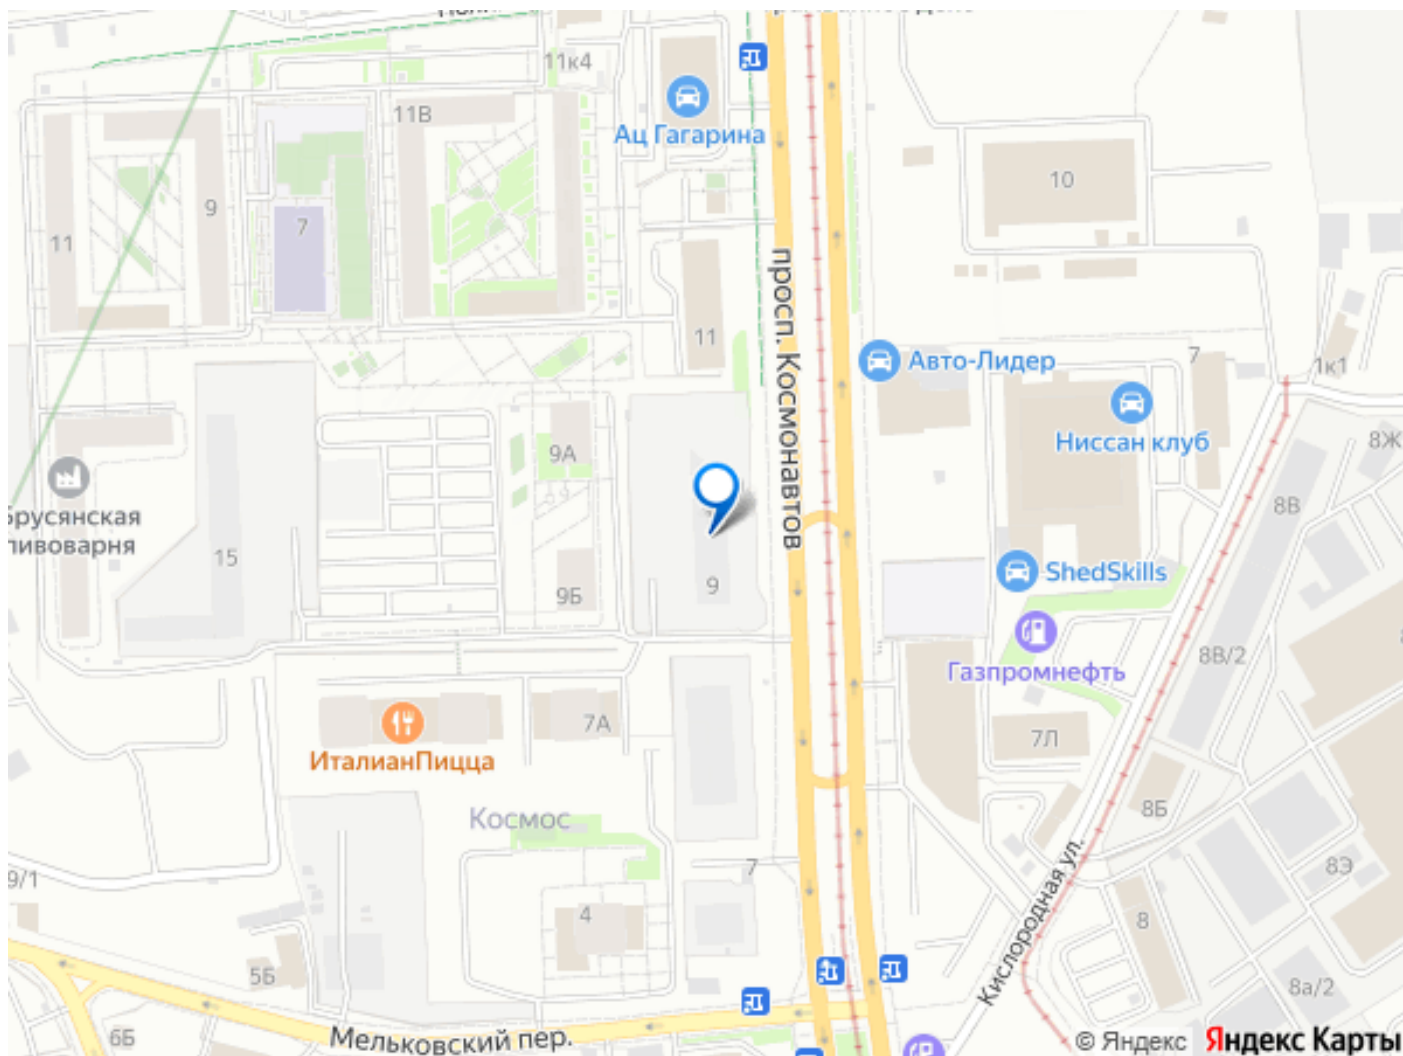 11к4
11В
Ац Гагарина
10
9
7
11
просп. Космонавтов
11
Авто-Лидер
7
1к1
Ниссан клуб
8Ж
9А
8В
15
9Б
9
ShedSkills
Газпромнефть
8В/2
7А
7Л
ИталианПицца
Космос
8Б
7
8Э
9/1
4
8
Кислородная ул.
5Б
8а/2
6Б
Мельковский пер.
© Яндекс Яндекс Карты